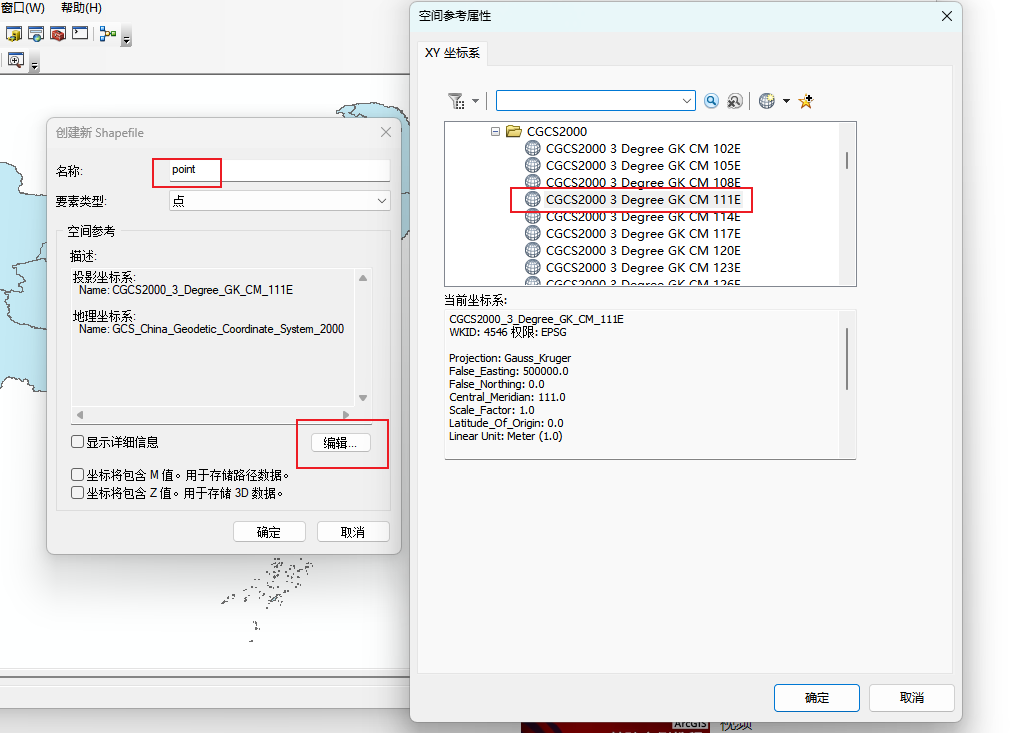 窗口(W) 帮助(H)
创建新 Shapefile
名称:
point
要素类型:
点
空间参考
描述:
投影坐标系:
Name: CGCS2000_3_Degree_GK_CM_111E
地理坐标系:
Name: GCS_China_Geodetic_Coordinate_System_2000
显示详细信息
编辑...
坐标将包含 M 值。用于存储路径数据。
坐标将包含 Z 值。用于存储 3D 数据。
确定
取消
空间参考属性
XY 坐标系
CGCS2000
CGCS2000 3 Degree GK CM 102E
CGCS2000 3 Degree GK CM 105E
CGCS2000 3 Degree GK CM 108E
CGCS2000 3 Degree GK CM 111E
CGCS2000 3 Degree GK CM 114E
CGCS2000 3 Degree GK CM 117E
CGCS2000 3 Degree GK CM 120E
CGCS2000 3 Degree GK CM 123E
CGCS2000 3 Degree GK CM 126E
当前坐标系:
CGCS2000_3_Degree_GK_CM_111E
WKID: 4546 权限: EPSG
Projection: Gauss_Kruger
False_Easting: 500000.0
False_Northing: 0.0
Central_Meridian: 111.0
Scale_Factor: 1.0
Latitude_Of_Origin: 0.0
Linear Unit: Meter (1.0)
确定
取消
ArcGIS
视频